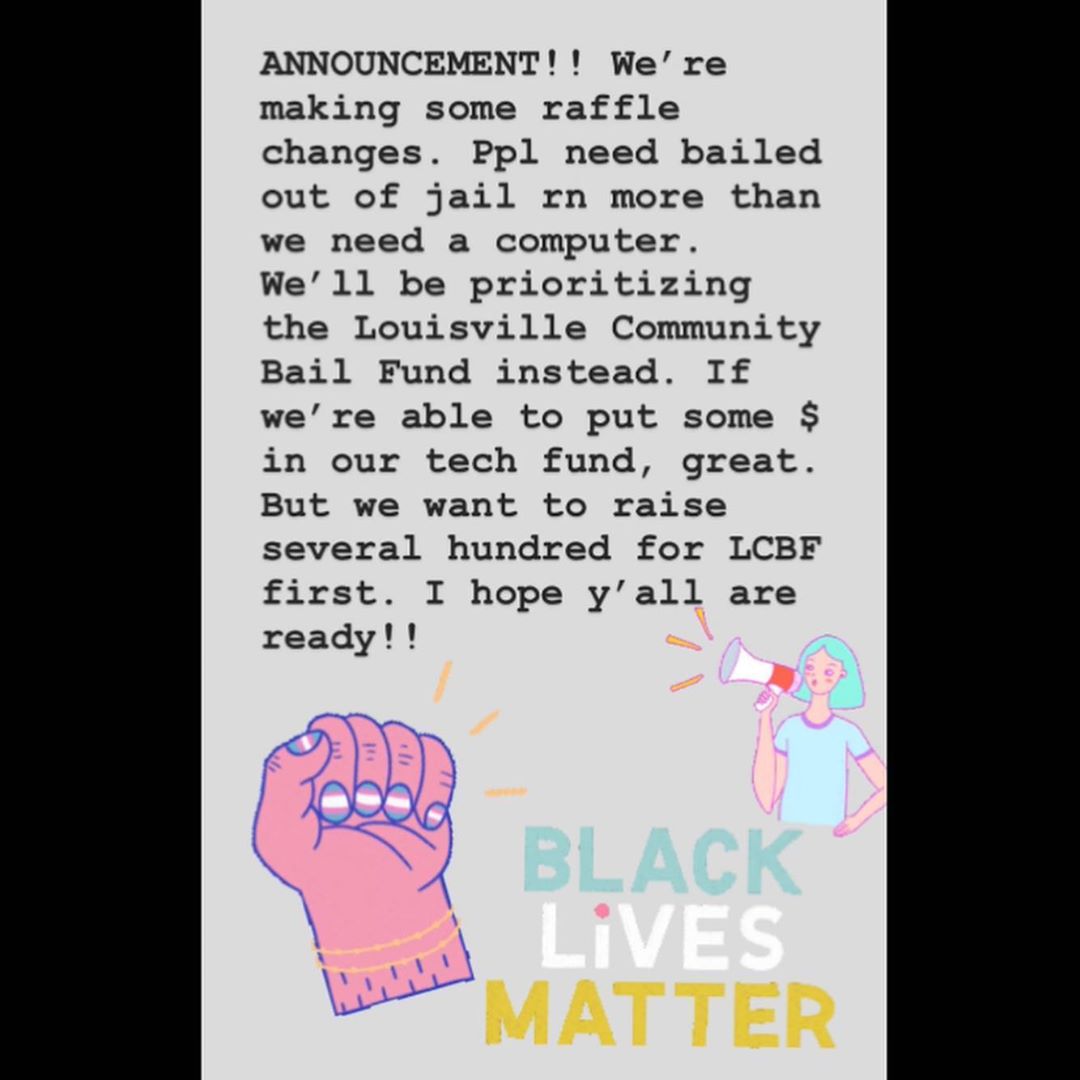 ANNOUNCEMENT!! We’re
making some raffle
changes. Ppl need bailed
out of jail rn more than
we need a computer.
We’ll be prioritizing
the Louisville Community
Bail Fund instead. If
we’re able to put some $
in our tech fund, great.
But we want to raise
several hundred for LCBF
first. I hope y’all are
ready!!
BLACK
LiVES
MATTER